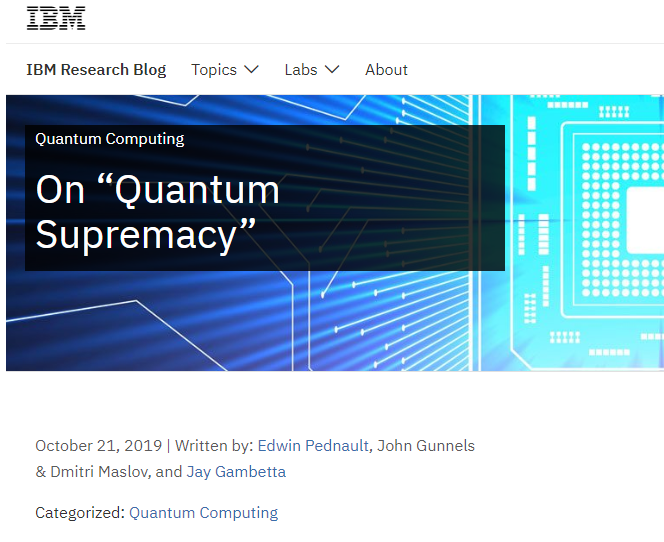 IBM
IBM Research Blog Topics Labs About
Quantum Computing
On “Quantum
Supremacy”
October 21, 2019 | Written by: Edwin Pednault, John Gunnels
& Dmitri Maslov, and Jay Gambetta
Categorized: Quantum Computing